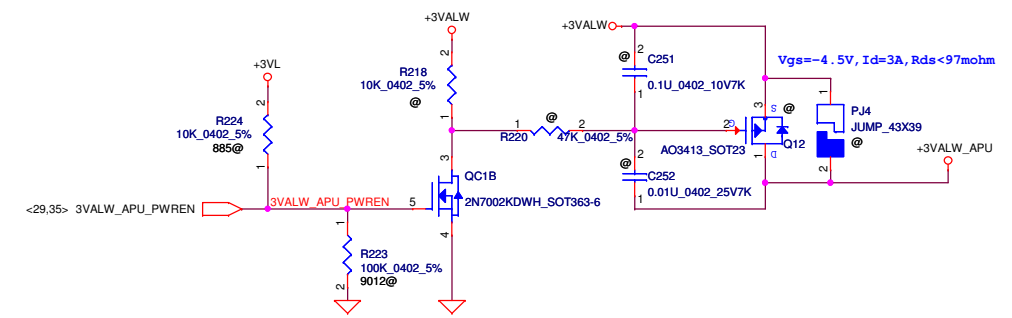 +3VALW
+3VALW
+3VL
R224
10K_0402_5%
885@
2
1
2
R218
10K_0402_5%
@
1
1
@
2
R220
47K_0402_5%
@
2
C251
0.1U_0402_10V7K
1
@
2
C252
0.01U_0402_25V7K
1
Vgs=-4.5V,Id=3A,Rds<97mohm
3
S
@
2
G
AO3413_SOT23
Q12
1
D
1
PJ4
JUMP_43X39
@
2
+3VALW_APU
3
QC1B
5
2N7002KDWH_SOT363-6
4
<29,35> 3VALW_APU_PWREN
3VALW_APU_PWREN
1
R223
100K_0402_5%
9012@
2